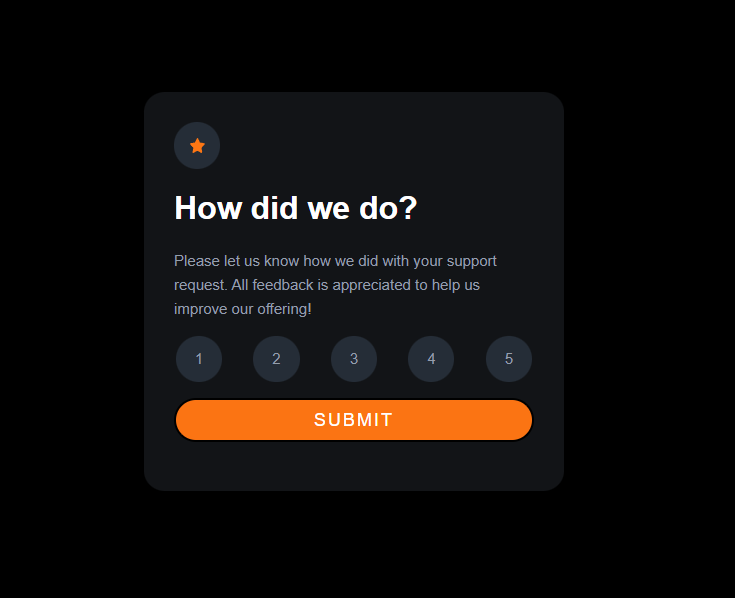 How did we do?
Please let us know how we did with your support
request. All feedback is appreciated to help us
improve our offering!
1 2 3 4 5
SUBMIT